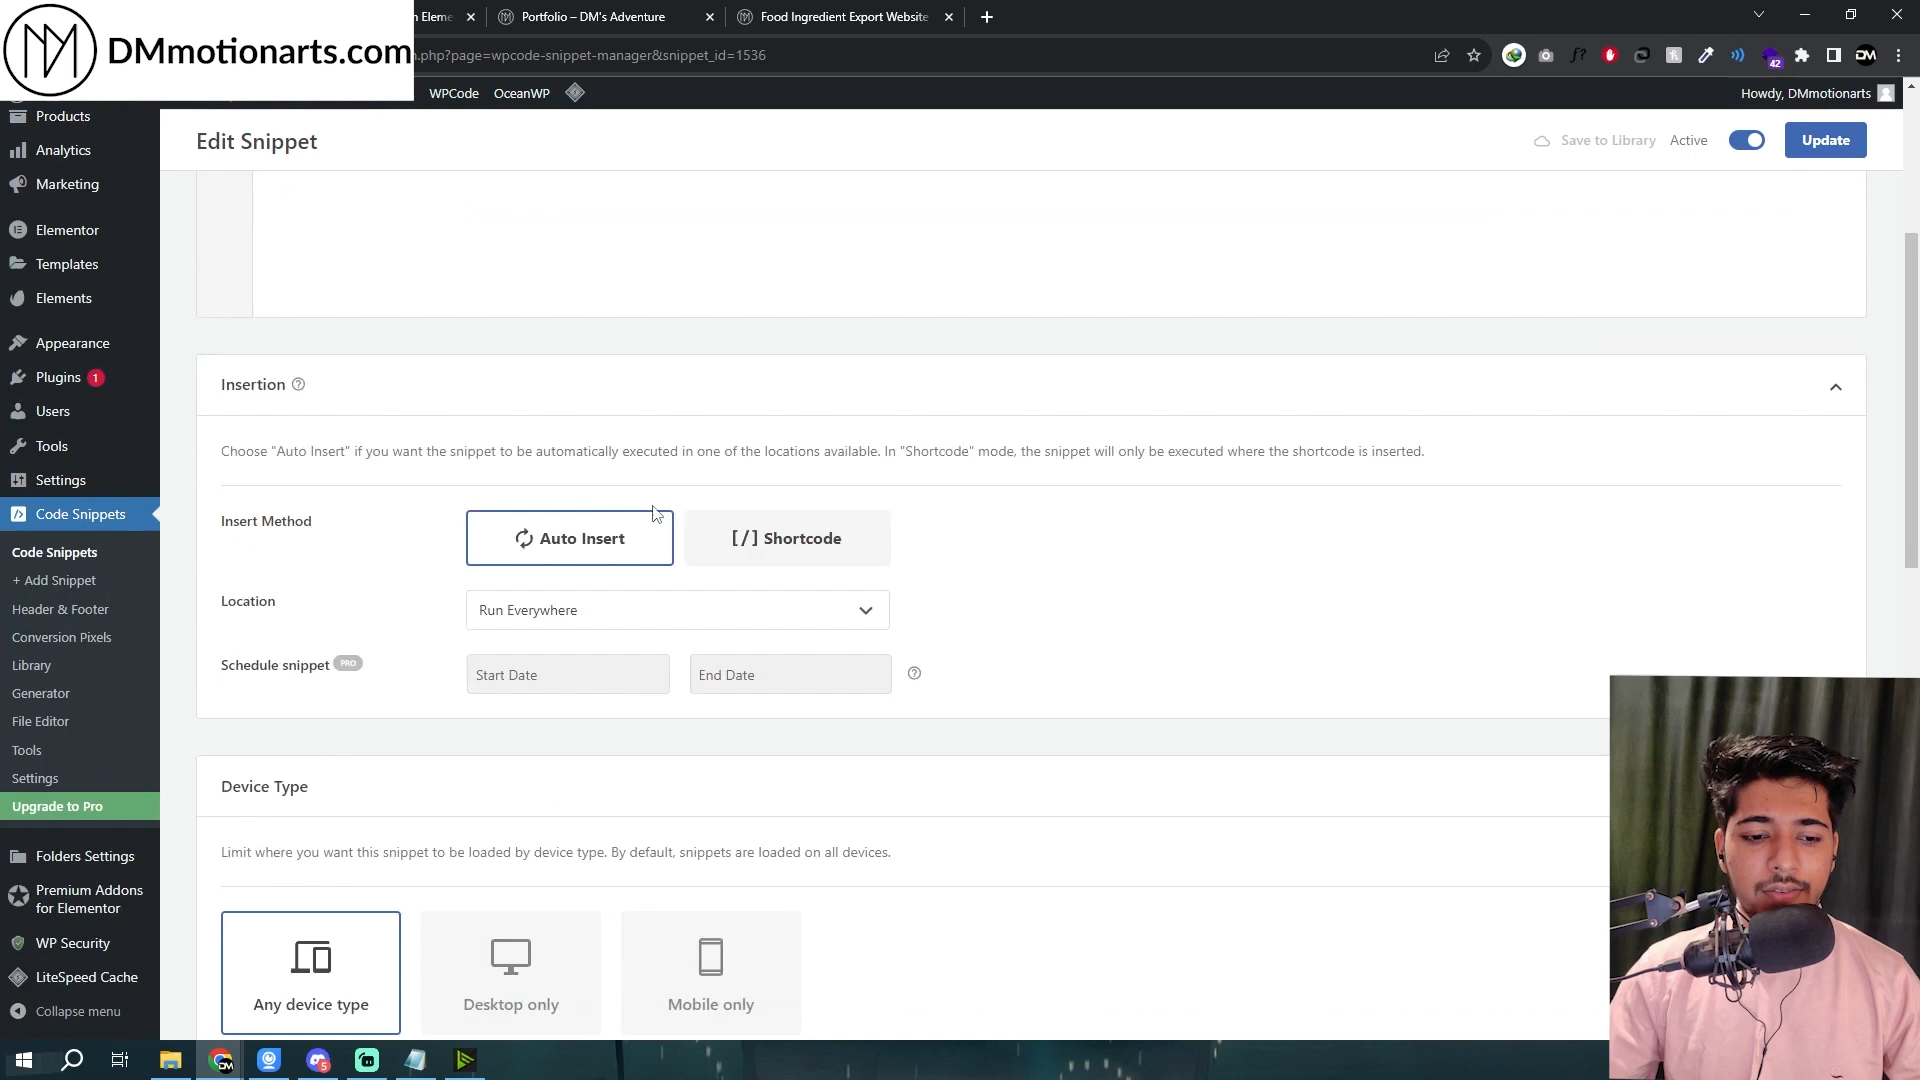 DMmotionarts.com
Portfolio – DM's Adventure
Food Ingredient Export Website
.php?page=wpcode-snippet-manager&snippet_id=1536
42
DM
WPCode
OceanWP
Howdy, DMmotionarts
Products
Analytics
Marketing
Elementor
Templates
Elements
Appearance
Plugins 1
Users
Tools
Settings
Code Snippets
Code Snippets
+ Add Snippet
Header & Footer
Conversion Pixels
Library
Generator
File Editor
Tools
Settings
Upgrade to Pro
Folders Settings
Premium Addons
for Elementor
WP Security
LiteSpeed Cache
Collapse menu
Edit Snippet
Save to Library
Active
Update
Insertion
Choose "Auto Insert" if you want the snippet to be automatically executed in one of the locations available. In "Shortcode" mode, the snippet will only be executed where the shortcode is inserted.
Insert Method
Auto Insert
[/] Shortcode
Location
Run Everywhere
Schedule snippet PRO
Start Date
End Date
Device Type
Limit where you want this snippet to be loaded by device type. By default, snippets are loaded on all devices.
Any device type
Desktop only
Mobile only